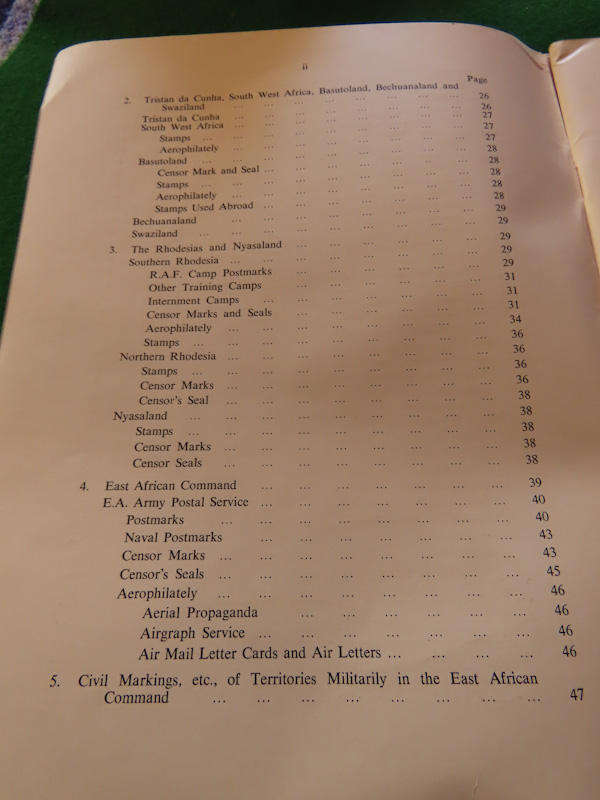 ii
Page
2. Tristan da Cunha, South West Africa, Basutoland, Bechuanaland and
Swaziland ... ... ... ... ... ... ... 26
Tristan da Cunha ... ... ... ... ... ... ... 26
South West Africa ... ... ... ... ... ... ... 27
Stamps ... ... ... ... ... ... ... ... 27
Aerophilately ... ... ... ... ... ... ... 27
Basutoland ... ... ... ... ... ... ... ... 28
Censor Mark and Seal ... ... ... ... ... ... ... 28
Stamps ... ... ... ... ... ... ... ... 28
Aerophilately ... ... ... ... ... ... ... 28
Stamps Used Abroad ... ... ... ... ... ... ... 28
Bechuanaland ... ... ... ... ... ... ... 29
Swaziland ... ... ... ... ... ... ... ... 29
3. The Rhodesias and Nyasaland ... ... ... ... ... ... 29
Southern Rhodesia ... ... ... ... ... ... ... 29
R.A.F. Camp Postmarks ... ... ... ... ... ... 29
Other Training Camps ... ... ... ... ... ... 31
Internment Camps ... ... ... ... ... ... ... 31
Censor Marks and Seals ... ... ... ... ... ... 31
Aerophilately ... ... ... ... ... ... ... ... 34
Stamps ... ... ... ... ... ... ... ... 36
Northern Rhodesia ... ... ... ... ... ... ... 36
Stamps ... ... ... ... ... ... ... ... 36
Censor Marks ... ... ... ... ... ... ... 36
Censor's Seal ... ... ... ... ... ... ... 38
Nyasaland ... ... ... ... ... ... ... ... 38
Stamps ... ... ... ... ... ... ... ... 38
Censor Marks ... ... ... ... ... ... ... 38
Censor Seals ... ... ... ... ... ... ... 38
4. East African Command ... ... ... ... ... ... ... 39
E.A. Army Postal Service ... ... ... ... ... ... ... 40
Postmarks ... ... ... ... ... ... ... 40
Naval Postmarks ... ... ... ... ... ... 43
Censor Marks ... ... ... ... ... ... ... 43
Censor's Seals ... ... ... ... ... ... ... 45
Aerophilately ... ... ... ... ... ... ... 46
Aerial Propaganda ... ... ... ... ... 46
Airgraph Service ... ... ... ... ... ... 46
Air Mail Letter Cards and Air Letters ... ... ... ... 46
5. Civil Markings, etc., of Territories Militarily in the East African
Command ... ... ... ... ... ... ... ... 47